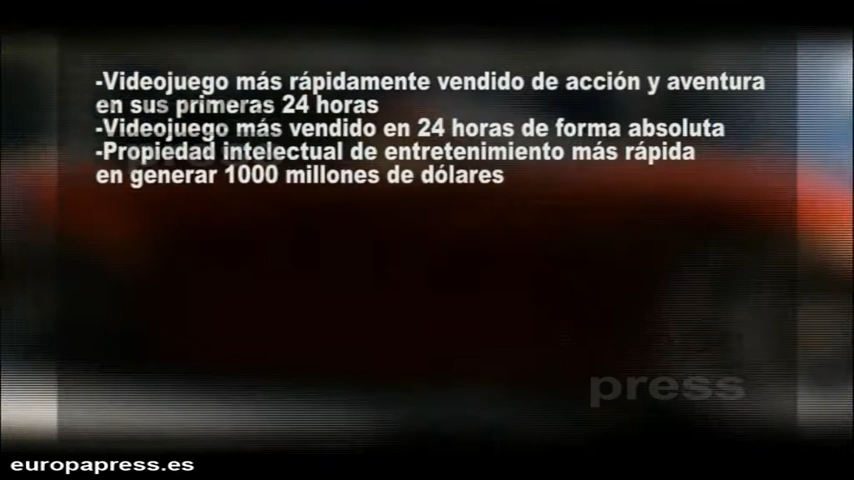 -Videojuego más rápidamente vendido de acción y aventura
en sus primeras 24 horas
-Videojuego más vendido en 24 horas de forma absoluta
-Propiedad intelectual de entretenimiento más rápida
en generar 1000 millones de dólares
press
europapress.es